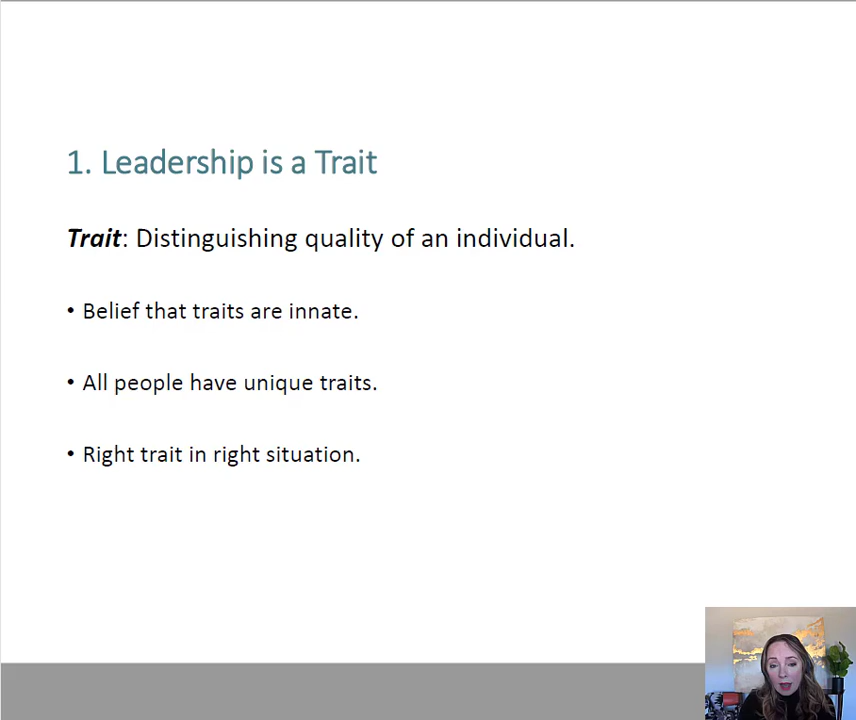 1. Leadership is a Trait
Trait: Distinguishing quality of an individual.
• Belief that traits are innate.
• All people have unique traits.
• Right trait in right situation.